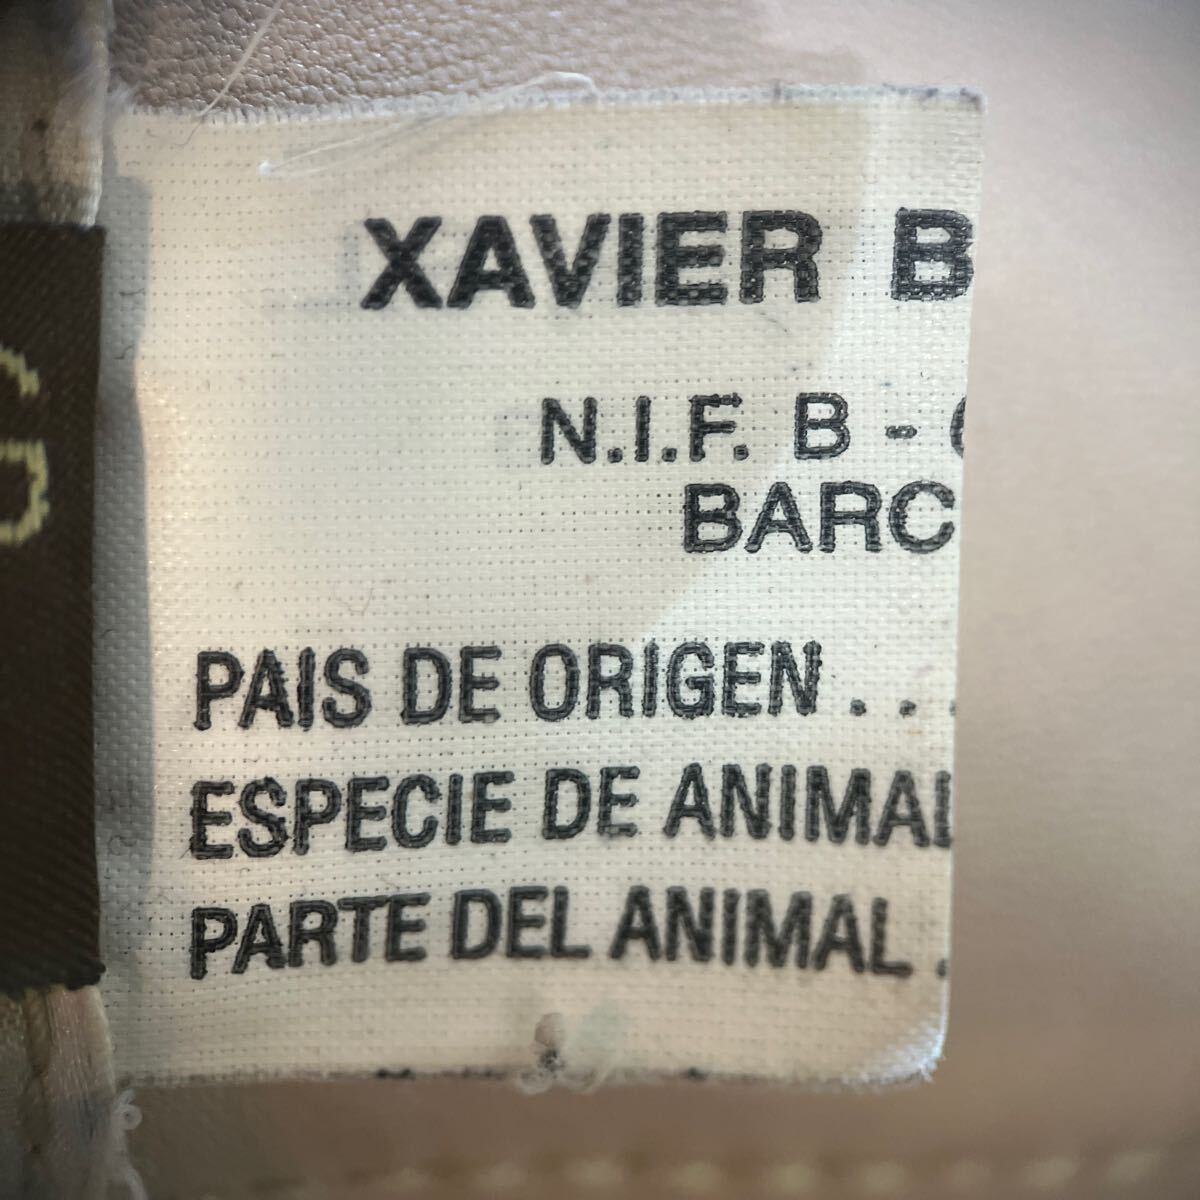 XAVIER B
N.I.F. B -
BARC
PAIS DE ORIGEN . . .
ESPECIE DE ANIMAL
PARTE DEL ANIMAL .